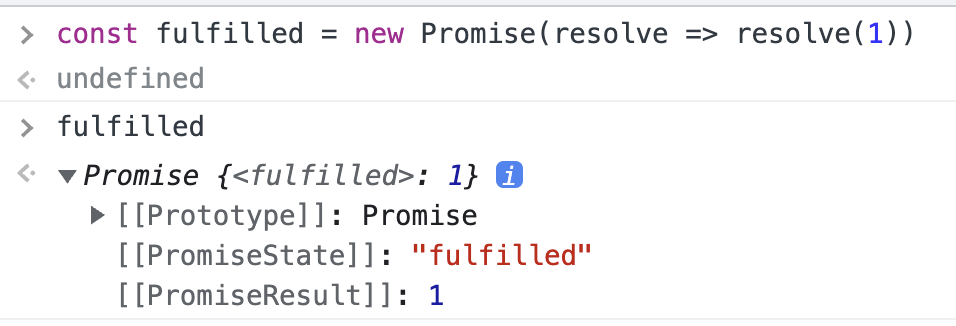 > const fulfilled = new Promise(resolve => resolve(1))
undefined
> fulfilled
Promise {<fulfilled>: 1} i
[[Prototype]]: Promise
[[PromiseState]]: "fulfilled"
[[PromiseResult]]: 1